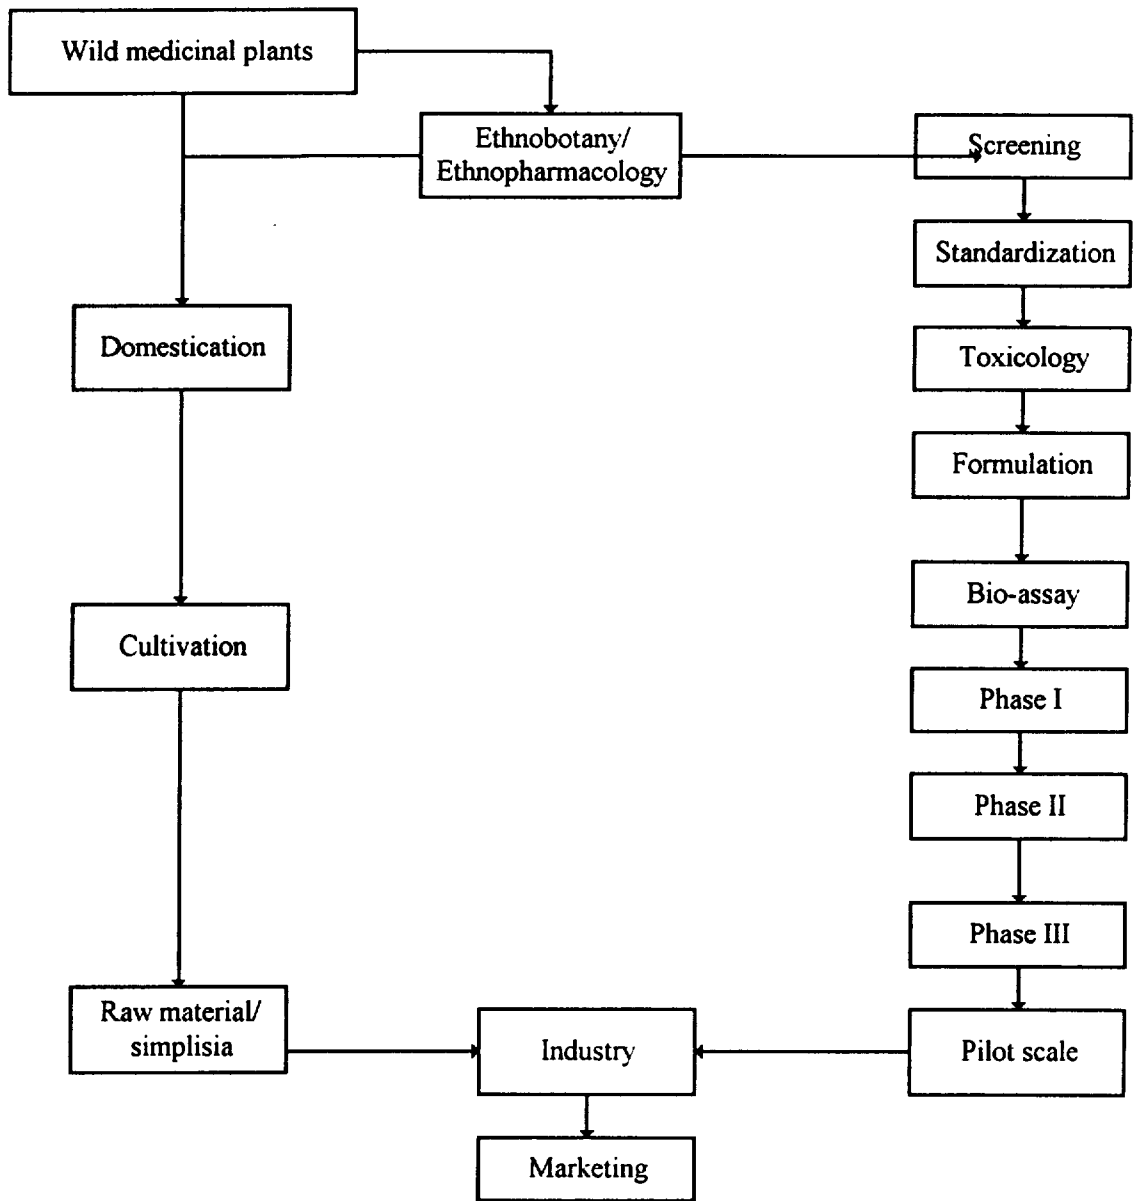 Wild medicinal plants
Ethnobotany/
Ethnopharmacology
Screening
Standardization
Toxicology
Formulation
Bio-assay
Phase I
Phase II
Phase III
Pilot scale
Domestication
Cultivation
Raw material/
simplisia
Industry
Marketing